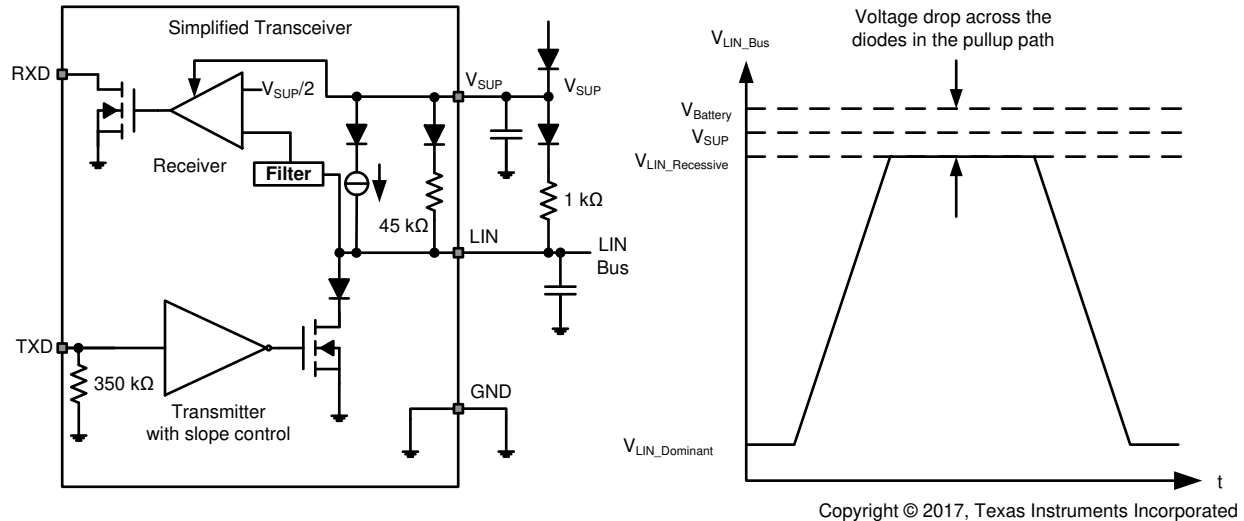 Simplified Transceiver
RXD
V_SUP/2
Receiver
Filter
45 kΩ
V_SUP
V_SUP
1 kΩ
LIN
LIN
Bus
TXD
350 kΩ
Transmitter
with slope control
GND
Voltage drop across the
diodes in the pullup path
V_LIN_Bus
V_Battery
V_SUP
V_LIN_Recessive
V_LIN_Dominant
t
Copyright © 2017, Texas Instruments Incorporated